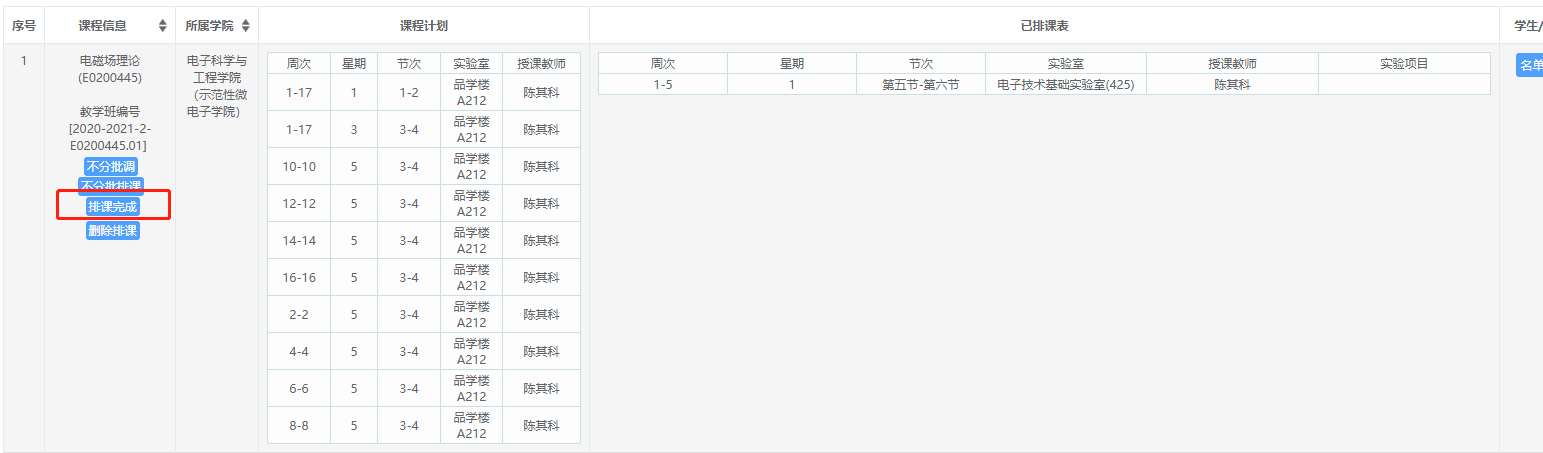 序号
课程信息
所属学院
课程计划
已排课表
学生/
1
电磁场理论
(E0200445)
教学班编号
[2020-2021-2-
E0200445.01]
不分批调
不分批排课
排课完成
删除排课
电子科学与
工程学院
（示范性微
电子学院）
周次 星期 节次 实验室 授课教师
1-17 1 1-2 品学楼
A212 陈其科
1-17 3 3-4 品学楼
A212 陈其科
10-10 5 3-4 品学楼
A212 陈其科
12-12 5 3-4 品学楼
A212 陈其科
14-14 5 3-4 品学楼
A212 陈其科
16-16 5 3-4 品学楼
A212 陈其科
2-2 5 3-4 品学楼
A212 陈其科
4-4 5 3-4 品学楼
A212 陈其科
6-6 5 3-4 品学楼
A212 陈其科
8-8 5 3-4 品学楼
A212 陈其科
周次 星期 节次 实验室 授课教师 实验项目
1-5 1 第五节-第六节 电子技术基础实验室(425) 陈其科
名单